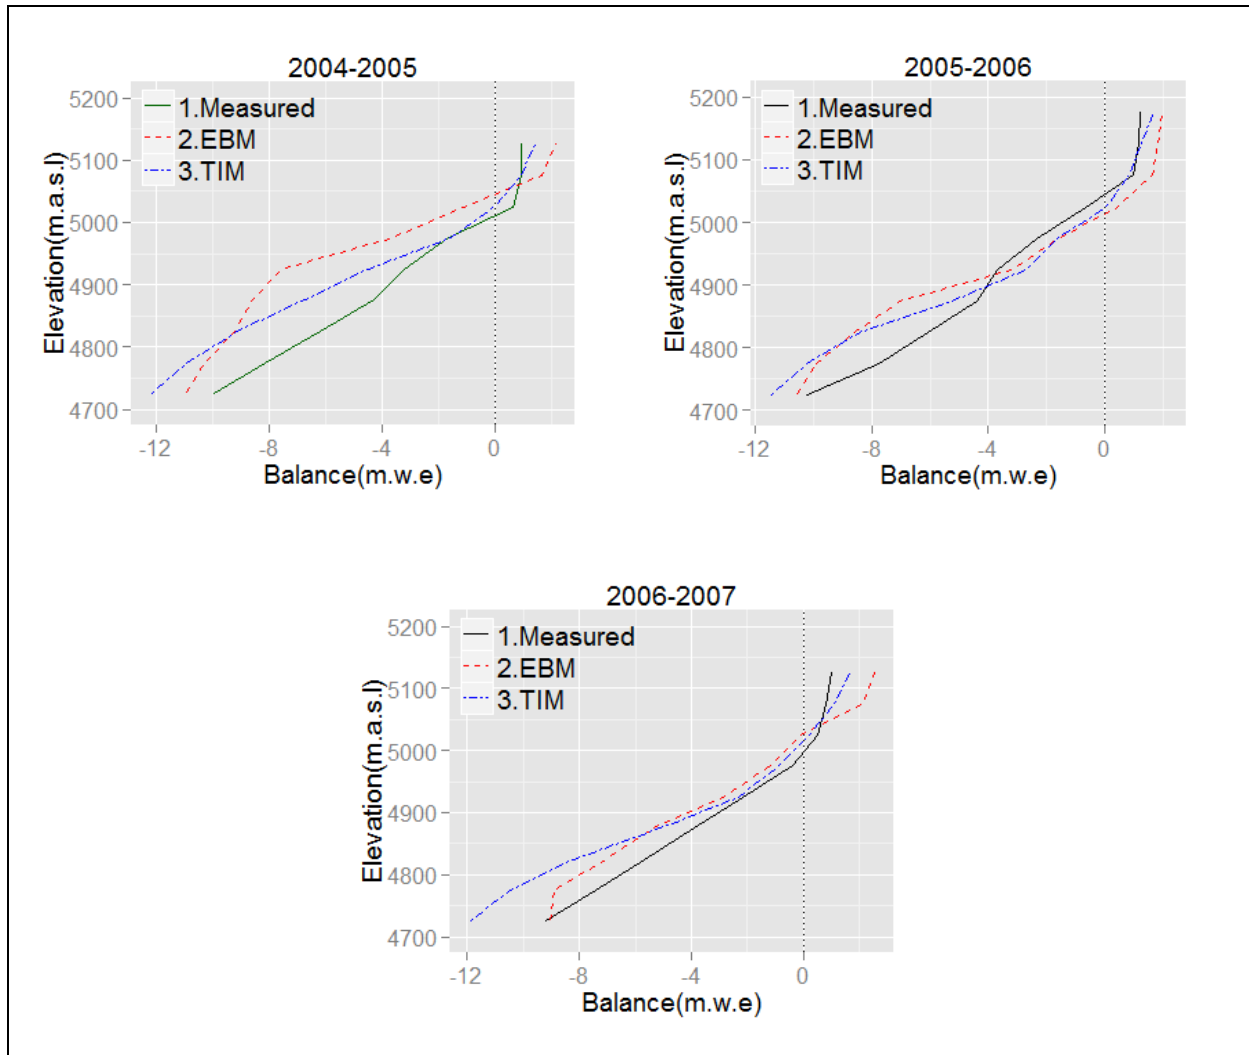 2004-2005
1.Measured
2.EBM
3.TIM
5200
5100
5000
4900
4800
4700
Elevation(m.a.s.l)
-12
-8
-4
0
Balance(m.w.e)
2005-2006
1.Measured
2.EBM
3.TIM
5200
5100
5000
4900
4800
4700
Elevation(m.a.s.l)
-12
-8
-4
0
Balance(m.w.e)
2006-2007
1.Measured
2.EBM
3.TIM
5200
5100
5000
4900
4800
4700
Elevation(m.a.s.l)
-12
-8
-4
0
Balance(m.w.e)